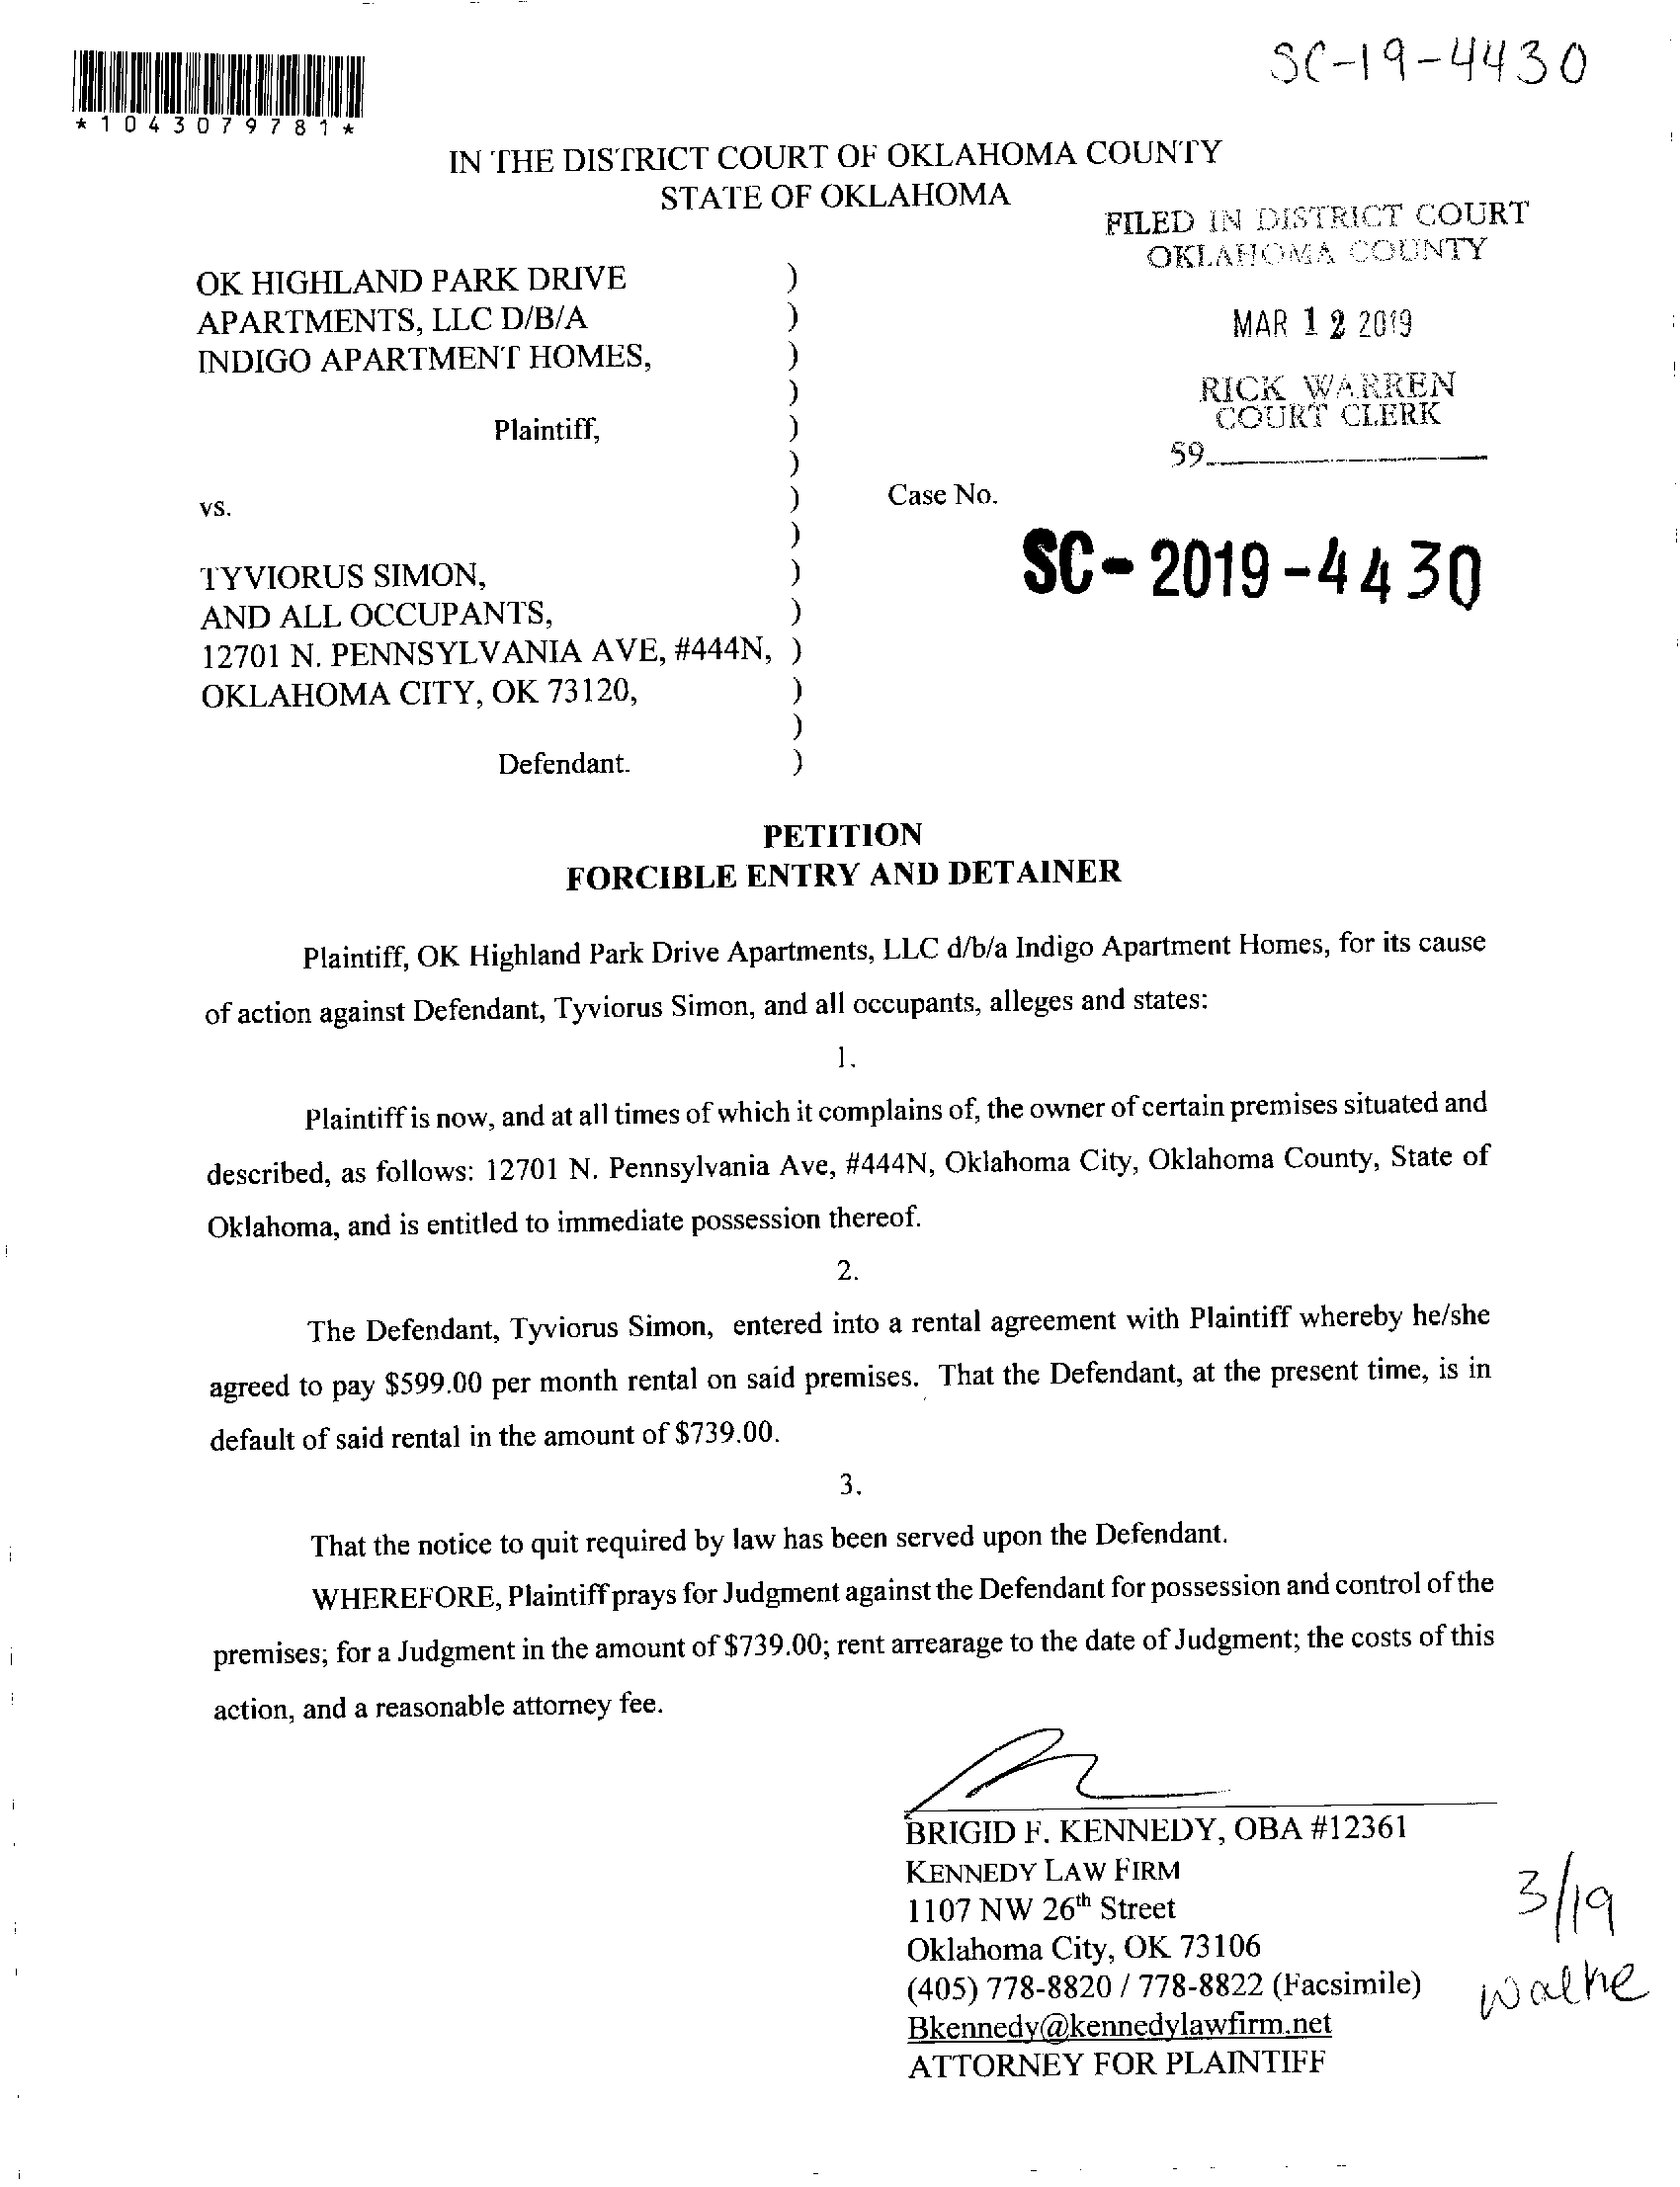 SC-19-4430
*1043079781*
IN THE DISTRICT COURT OF OKLAHOMA COUNTY
STATE OF OKLAHOMA
FILED IN DISTRICT COURT
OKLAHOMA COUNTY
MAR 12 2019
RICK WARREN
COURT CLERK
59
OK HIGHLAND PARK DRIVE )
APARTMENTS, LLC D/B/A )
INDIGO APARTMENT HOMES, )
)
Plaintiff, )
)
vs. ) Case No.
)
SC-2019-4430
TYVIORUS SIMON, )
AND ALL OCCUPANTS, )
12701 N. PENNSYLVANIA AVE, #444N, )
OKLAHOMA CITY, OK 73120, )
)
Defendant. )
PETITION
FORCIBLE ENTRY AND DETAINER
Plaintiff, OK Highland Park Drive Apartments, LLC d/b/a Indigo Apartment Homes, for its cause
of action against Defendant, Tyviorus Simon, and all occupants, alleges and states:
1.
Plaintiff is now, and at all times of which it complains of, the owner of certain premises situated and
described, as follows: 12701 N. Pennsylvania Ave, #444N, Oklahoma City, Oklahoma County, State of
Oklahoma, and is entitled to immediate possession thereof.
2.
The Defendant, Tyviorus Simon, entered into a rental agreement with Plaintiff whereby he/she
agreed to pay $599.00 per month rental on said premises. That the Defendant, at the present time, is in
default of said rental in the amount of $739.00.
3.
That the notice to quit required by law has been served upon the Defendant.
WHEREFORE, Plaintiff prays for Judgment against the Defendant for possession and control of the
premises; for a Judgment in the amount of $739.00; rent arrearage to the date of Judgment; the costs of this
action, and a reasonable attorney fee.
BRIGID F. KENNEDY, OBA #12361
KENNEDY LAW FIRM
1107 NW 26th Street
Oklahoma City, OK 73106
(405) 778-8820 / 778-8822 (Facsimile)
Bkennedy@kennedylawfirm.net
ATTORNEY FOR PLAINTIFF
3/19